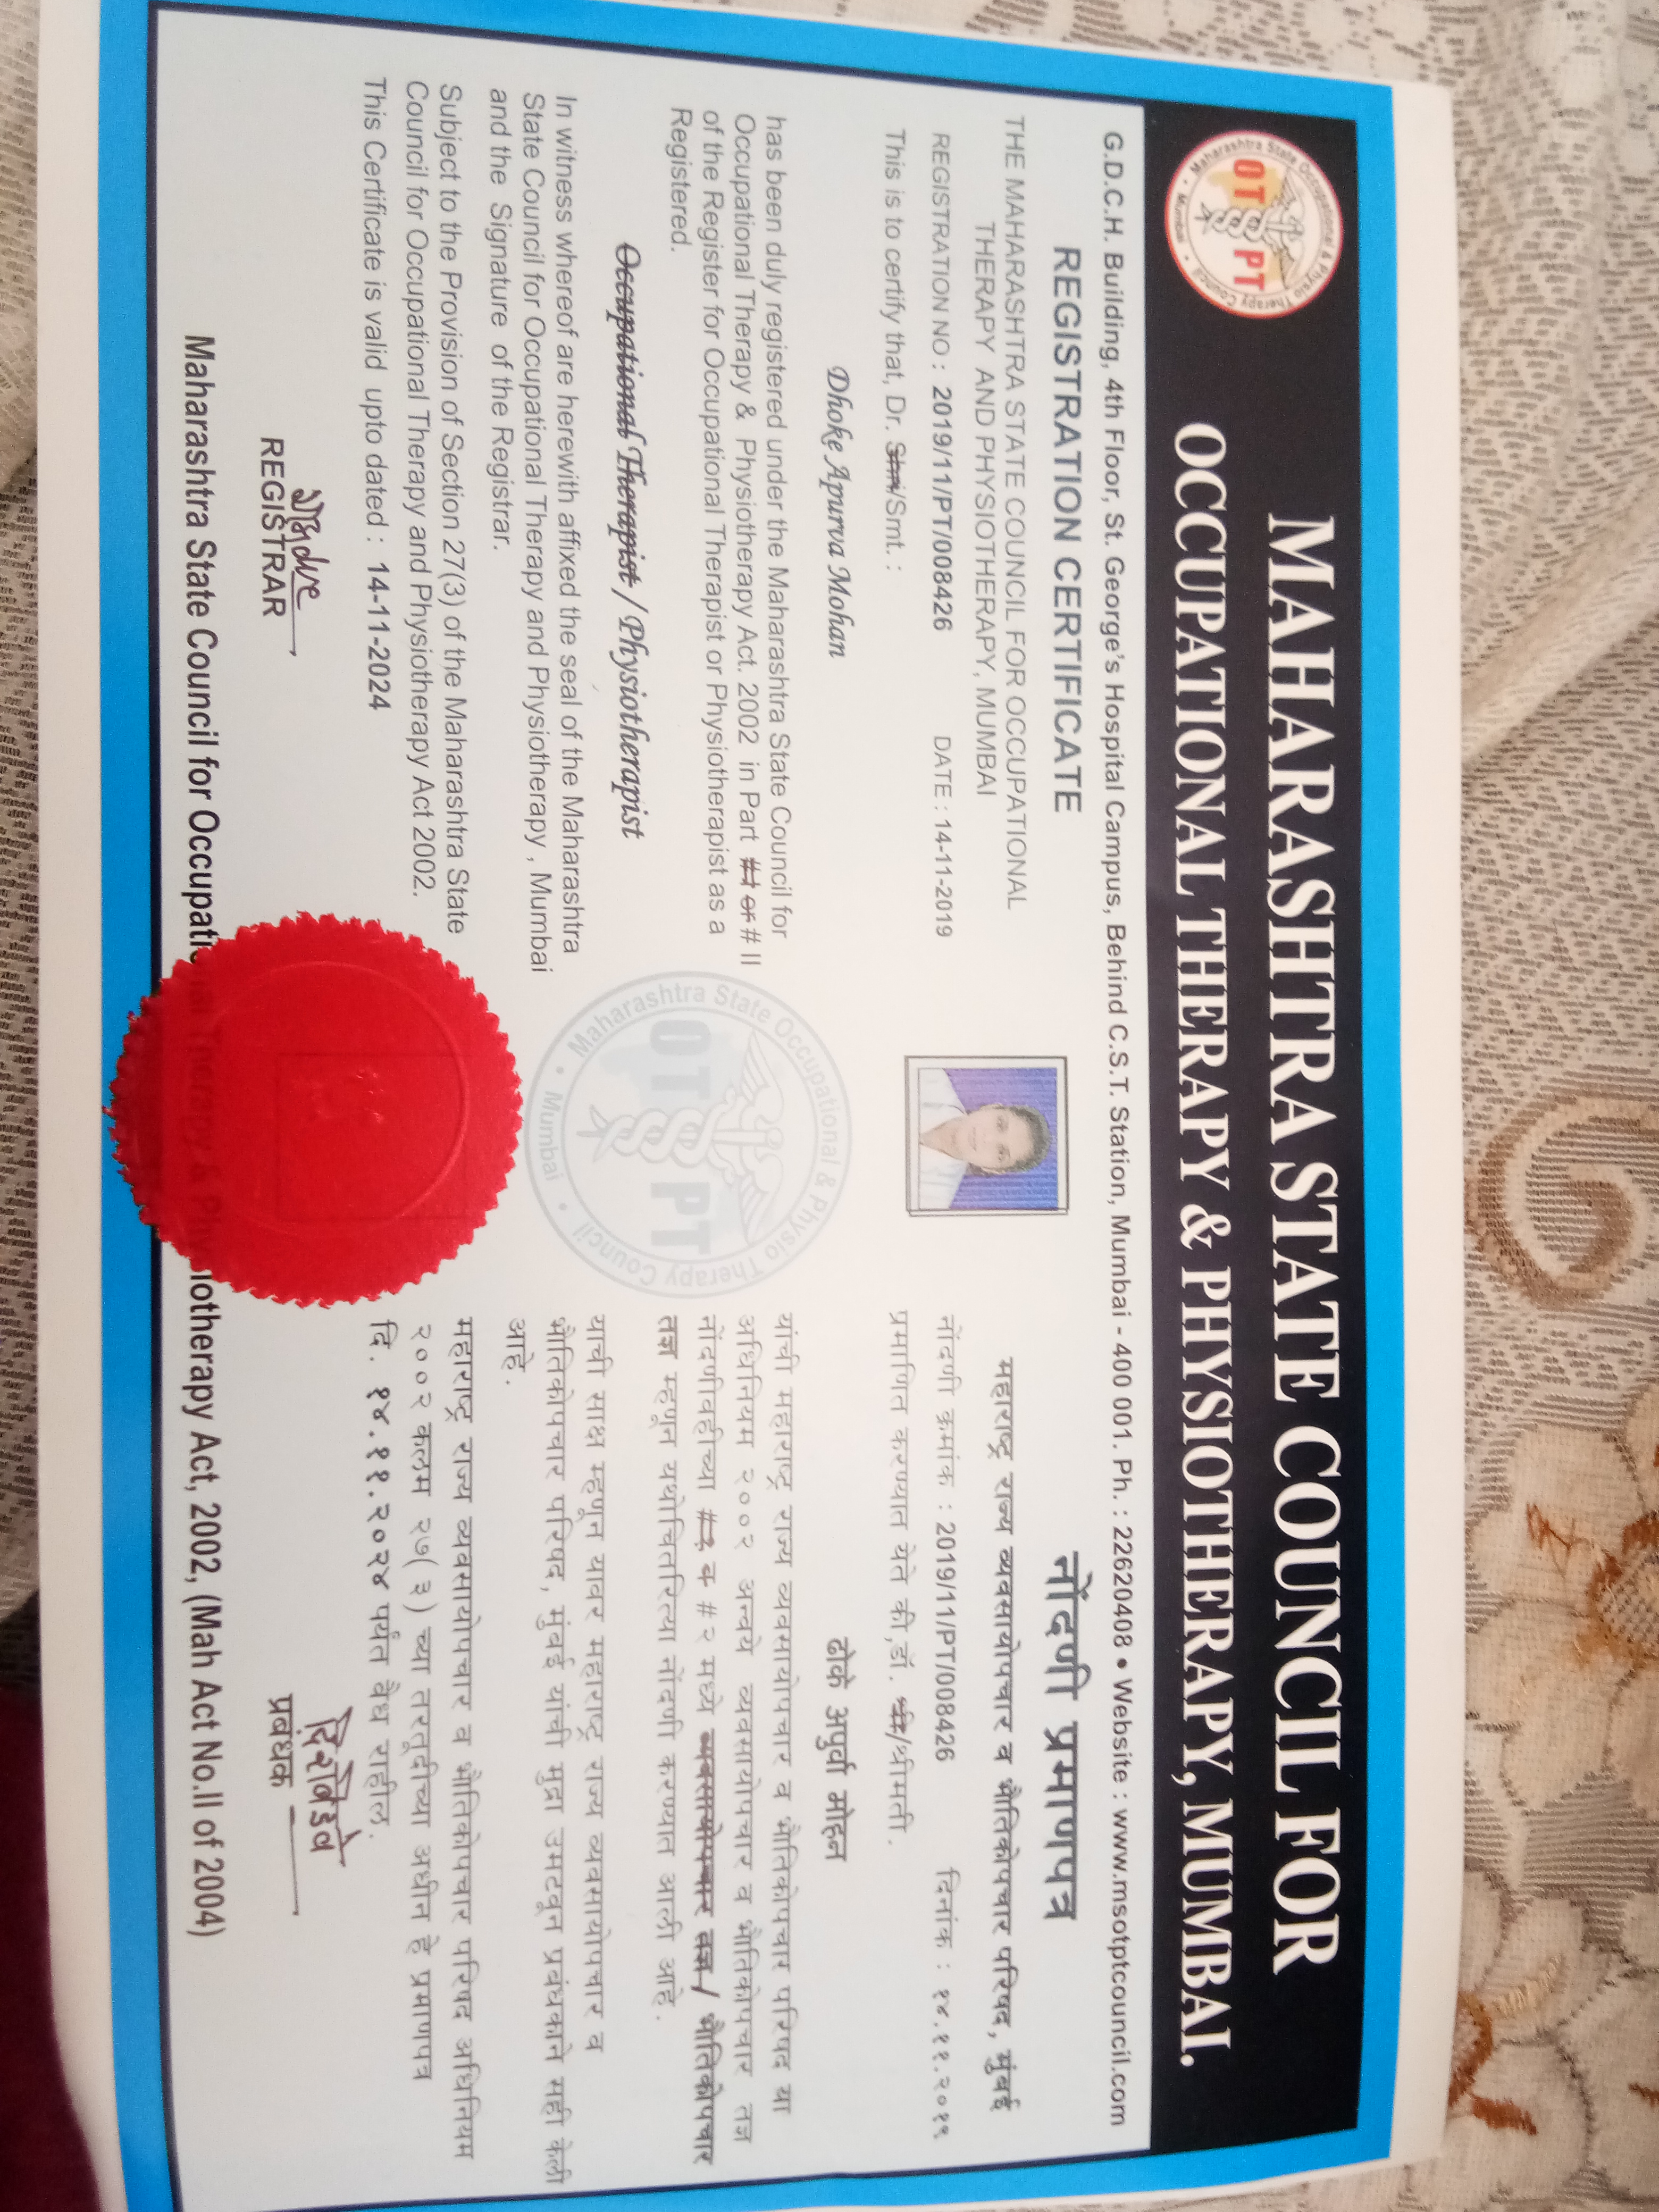 MAHARASHTRA STATE COUNCIL FOR
OCCUPATIONAL THERAPY & PHYSIOTHERAPY, MUMBAI.
Maharashtra State Occupational & Physio Therapy Council
• Mumbai •
OT PT
G.D.C.H. Building, 4th Floor, St. George's Hospital Campus, Behind C.S.T. Station, Mumbai - 400 001. Ph. : 22620408 • Website : www.msotptcouncil.com
REGISTRATION CERTIFICATE
THE MAHARASHTRA STATE COUNCIL FOR OCCUPATIONAL
THERAPY AND PHYSIOTHERAPY, MUMBAI
REGISTRATION NO : 2019/11/PT/008426 DATE : 14-11-2019
This is to certify that, Dr. Shri/Smt. :
Dhoke Apurva Mohan
has been duly registered under the Maharashtra State Council for
Occupational Therapy & Physiotherapy Act. 2002 in Part # I or # II
of the Register for Occupational Therapist or Physiotherapist as a
Registered.
Occupational Therapist / Physiotherapist
In witness whereof are herewith affixed the seal of the Maharashtra
State Council for Occupational Therapy and Physiotherapy , Mumbai
and the Signature of the Registrar.
Subject to the Provision of Section 27(3) of the Maharashtra State
Council for Occupational Therapy and Physiotherapy Act 2002.
This Certificate is valid upto dated : 14-11-2024
REGISTRAR
नोंदणी प्रमाणपत्र
महाराष्ट्र राज्य व्यवसायोपचार व भौतिकोपचार परिषद, मुंबई
नोंदणी क्रमांक : 2019/11/PT/008426 दिनांक : १४.११.२०१९
प्रमाणित करण्यात येते की,डॉ. श्री/श्रीमती.
ढोके अपुर्वा मोहन
यांची महाराष्ट्र राज्य व्यवसायोपचार व भौतिकोपचार परिषद या
अधिनियम २००२ अन्वये व्यवसायोपचार व भौतिकोपचार तज्ञ
नोंदणीवहीच्या #१ व #२ मध्ये व्यवसायोपचार तज्ञ / भौतिकोपचार
तज्ञ म्हणून यथोचितरित्या नोंदणी करण्यात आली आहे.
याची साक्ष म्हणून यावर महाराष्ट्र राज्य व्यवसायोपचार व
भौतिकोपचार परिषद, मुंबई यांची मुद्रा उमटवून प्रबंधकाने सही केली
आहे.
महाराष्ट्र राज्य व्यवसायोपचार व भौतिकोपचार परिषद अधिनियम
२००२ कलम २७(३) च्या तरतूदीच्या अधीन हे प्रमाणपत्र
दि. १४.११.२०२४ पर्यंत वैध राहील.
प्रबंधक
Maharashtra State Occupational & Physio Therapy Council
• Mumbai •
OT PT
Maharashtra State Council for Occupational Therapy & Physiotherapy Act, 2002, (Mah Act No.II of 2004)